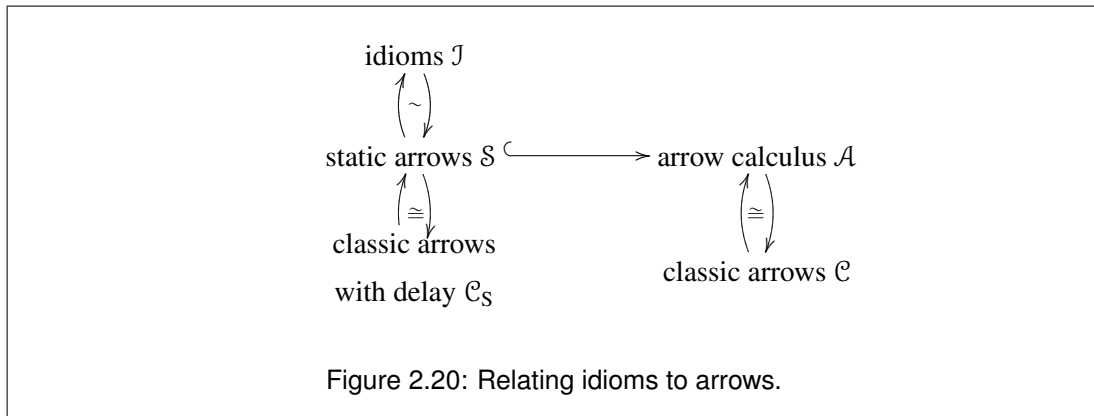 idioms ℐ
∼
static arrows 𝒮
arrow calculus 𝒜
≅
≅
classic arrows
with delay 𝒞S
classic arrows 𝒞
Figure 2.20: Relating idioms to arrows.